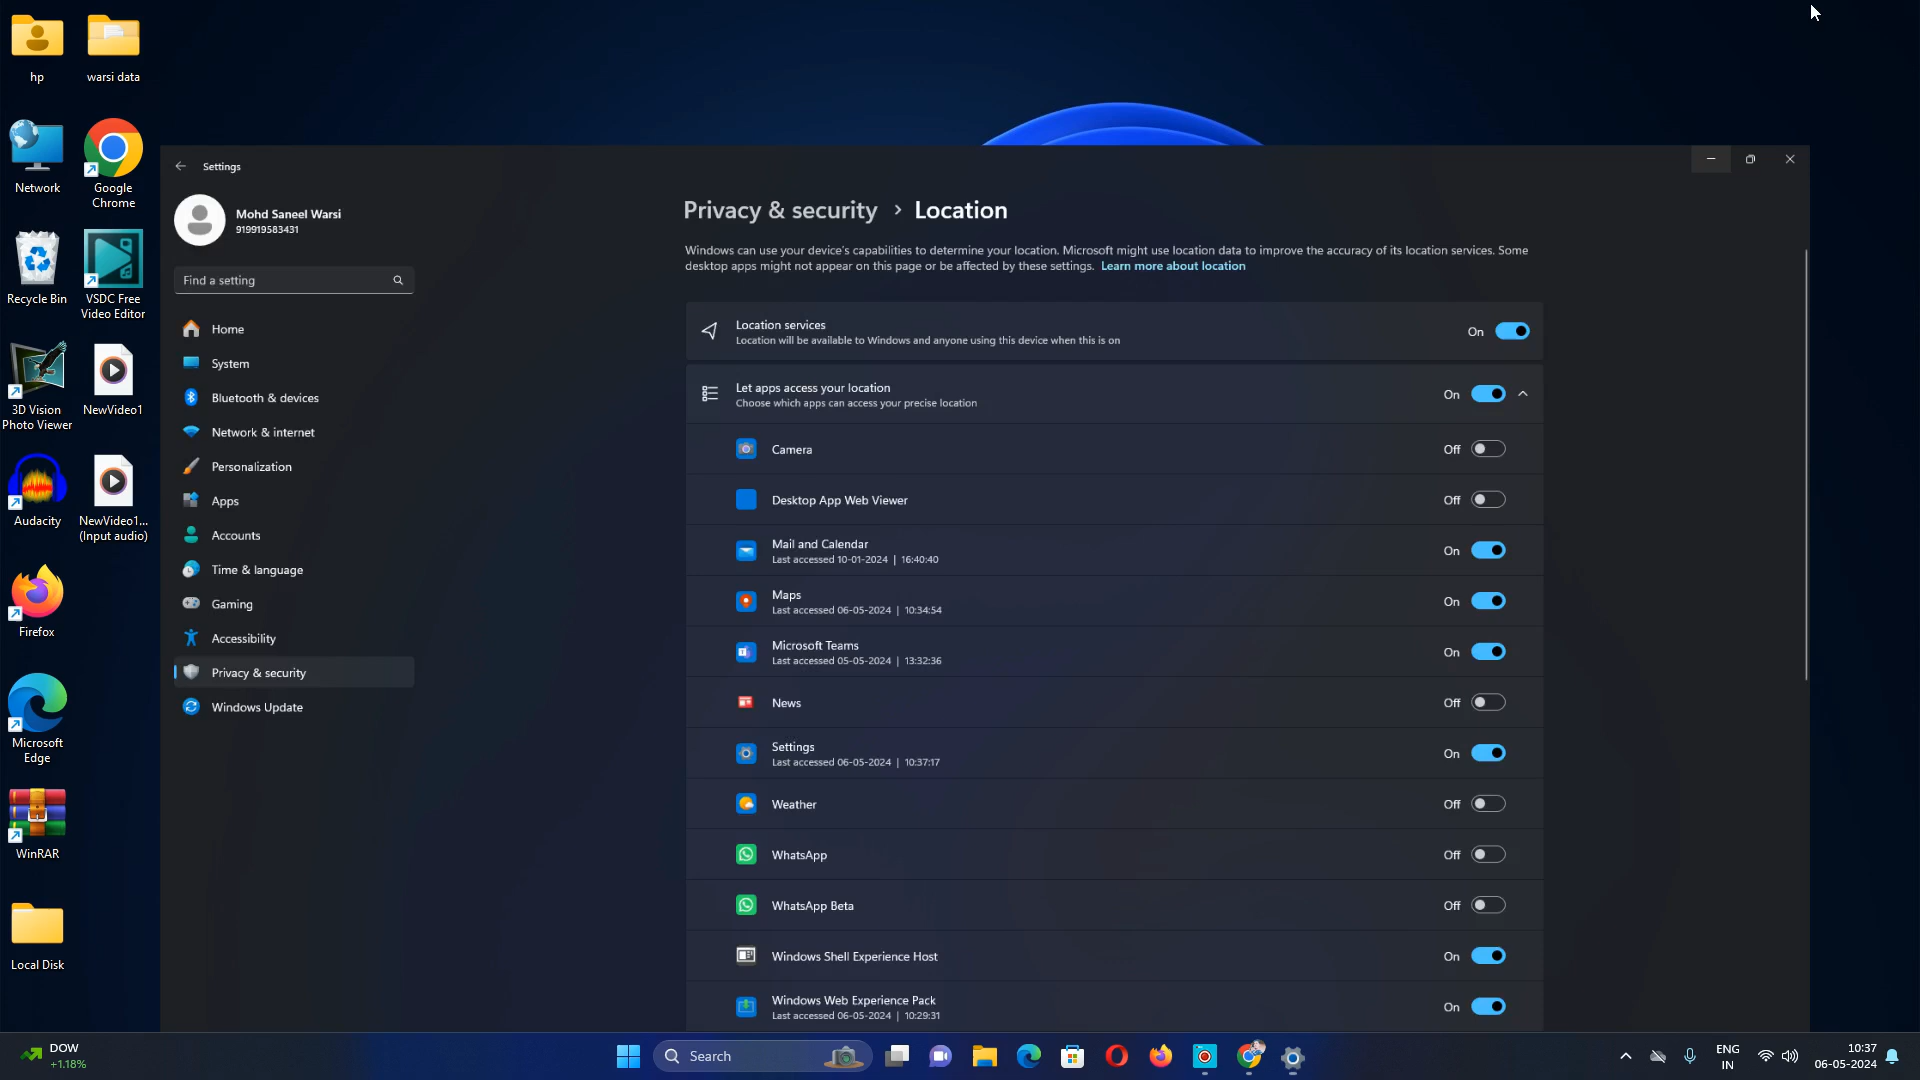 hp
warsi data
Network
Google
Chrome
Recycle Bin
VSDC Free
Video Editor
3D Vision
Photo Viewer
NewVideo1
Audacity
NewVideo1...
(Input audio)
Firefox
Microsoft
Edge
WinRAR
Local Disk
Settings
Mohd Saneel Warsi
919919583431
Find a setting
Home
System
Bluetooth & devices
Network & internet
Personalization
Apps
Accounts
Time & language
Gaming
Accessibility
Privacy & security
Windows Update
Privacy & security › Location
Windows can use your device's capabilities to determine your location. Microsoft might use location data to improve the accuracy of its location services. Some
desktop apps might not appear on this page or be affected by these settings. Learn more about location
Location services
Location will be available to Windows and anyone using this device when this is on
On
Let apps access your location
Choose which apps can access your precise location
On
Camera
Off
Desktop App Web Viewer
Off
Mail and Calendar
Last accessed 10-01-2024 | 16:40:40
On
Maps
Last accessed 06-05-2024 | 10:34:54
On
Microsoft Teams
Last accessed 05-05-2024 | 13:32:36
On
News
Off
Settings
Last accessed 06-05-2024 | 10:37:17
On
Weather
Off
WhatsApp
Off
WhatsApp Beta
Off
Windows Shell Experience Host
On
Windows Web Experience Pack
Last accessed 06-05-2024 | 10:29:31
On
DOW
+1.18%
Search
ENG
IN
10:37
06-05-2024